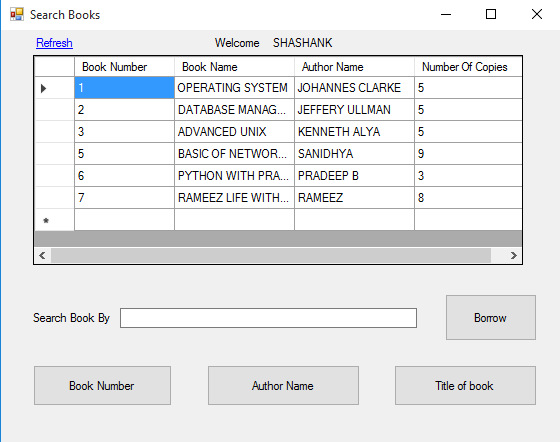 Search Books
Refresh Welcome SHASHANK
Book Number Book Name Author Name Number Of Copies
1 OPERATING SYSTEM JOHANNES CLARKE 5
2 DATABASE MANAG... JEFFERY ULLMAN 5
3 ADVANCED UNIX KENNETH ALYA 5
5 BASIC OF NETWOR... SANIDHYA 9
6 PYTHON WITH PRA... PRADEEP B 3
7 RAMEEZ LIFE WITH... RAMEEZ 8
Search Book By Borrow
Book Number Author Name Title of book